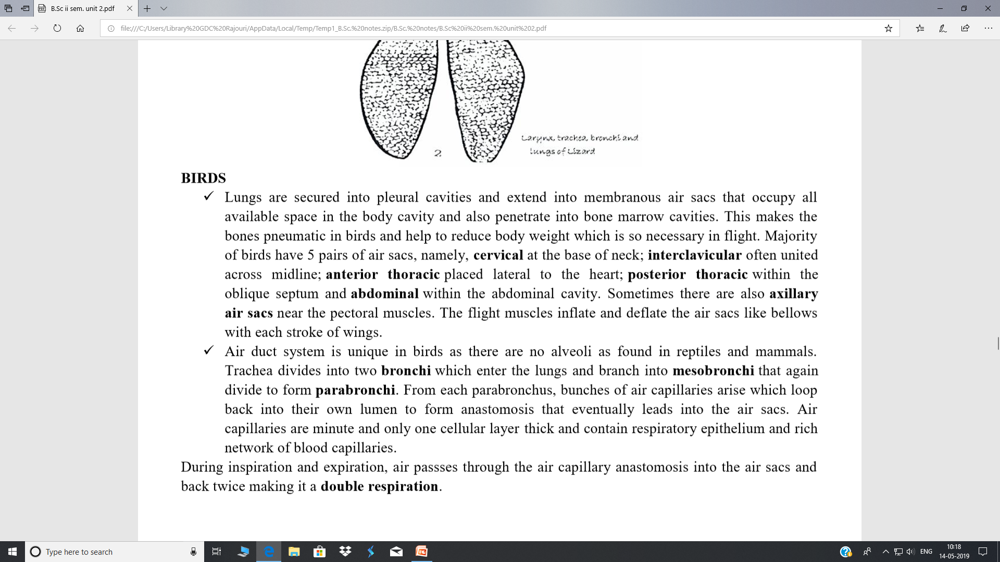 B.Sc ii sem. unit 2.pdf
file:///C:/Users/Library%20GDC%20Rajouri/AppData/Local/Temp/Temp1_B.Sc.%20notes.zip/B.Sc.%20notes/B.Sc%20ii%20sem.%20unit%202.pdf
Larynx, trachea, bronchi and
lungs of Lizard
2
BIRDS
✓ Lungs are secured into pleural cavities and extend into membranous air sacs that occupy all
available space in the body cavity and also penetrate into bone marrow cavities. This makes the
bones pneumatic in birds and help to reduce body weight which is so necessary in flight. Majority
of birds have 5 pairs of air sacs, namely, cervical at the base of neck; interclavicular often united
across midline; anterior thoracic placed lateral to the heart; posterior thoracic within the
oblique septum and abdominal within the abdominal cavity. Sometimes there are also axillary
air sacs near the pectoral muscles. The flight muscles inflate and deflate the air sacs like bellows
with each stroke of wings.
✓ Air duct system is unique in birds as there are no alveoli as found in reptiles and mammals.
Trachea divides into two bronchi which enter the lungs and branch into mesobronchi that again
divide to form parabronchi. From each parabronchus, bunches of air capillaries arise which loop
back into their own lumen to form anastomosis that eventually leads into the air sacs. Air
capillaries are minute and only one cellular layer thick and contain respiratory epithelium and rich
network of blood capillaries.
During inspiration and expiration, air passses through the air capillary anastomosis into the air sacs and
back twice making it a double respiration.
Type here to search
ENG
10:18
14-05-2019